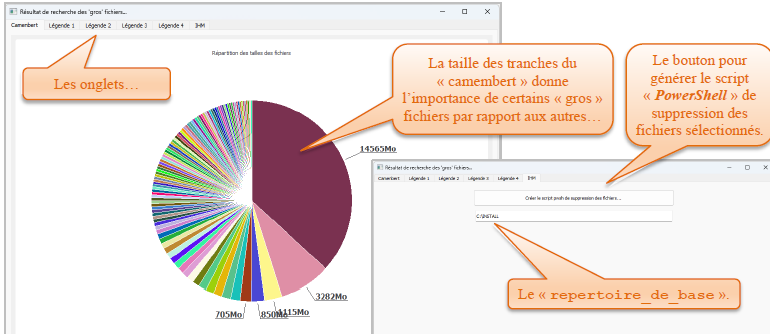 Résultat de recherche des 'gros' fichiers...
Camembert Légende 1 Légende 2 Légende 3 Légende 4 IHM
Répartition des tailles des fichiers
Les onglets…
La taille des tranches du
« camembert » donne
l’importance de certains « gros »
fichiers par rapport aux autres…
Le bouton pour
générer le script
« PowerShell » de
suppression des
fichiers sélectionnés.
14565Mo
3282Mo
1115Mo
850Mo
705Mo
Résultat de recherche des 'gros' fichiers...
Camembert Légende 1 Légende 2 Légende 3 Légende 4 IHM
Créer le script pwsh de suppression des fichiers ...
C:/INSTALL
Le « repertoire_de_base ».